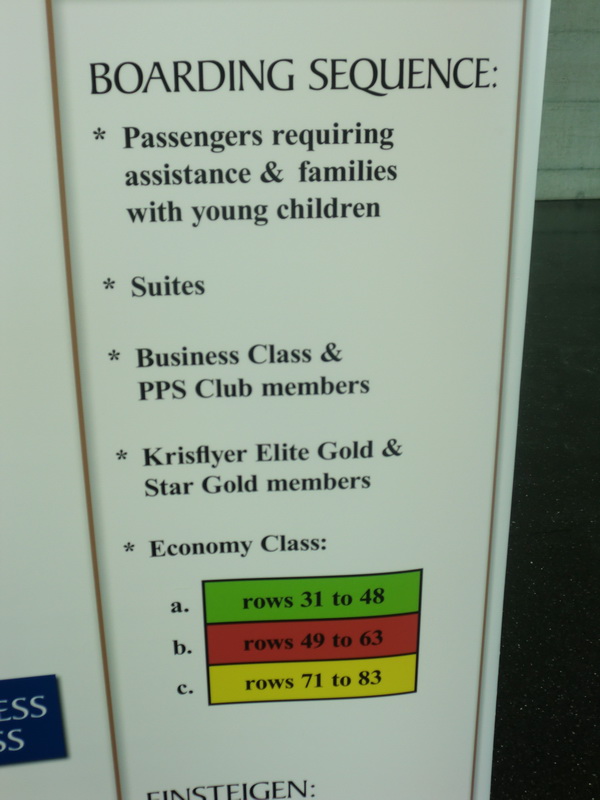 BOARDING SEQUENCE:
* Passengers requiring
assistance & families
with young children
* Suites
* Business Class &
PPS Club members
* Krisflyer Elite Gold &
Star Gold members
* Economy Class:
a. rows 31 to 48
b. rows 49 to 63
c. rows 71 to 83
ESS
SS
EINSTEIGEN: